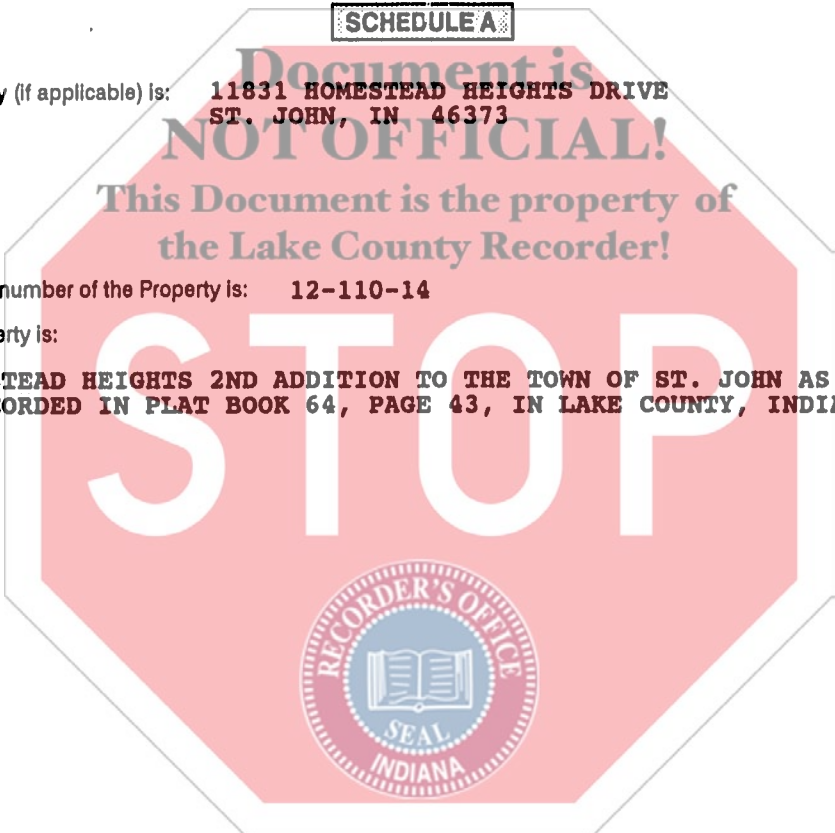 SCHEDULE A
Document is
y (if applicable) is: 11831 HOMESTEAD HEIGHTS DRIVE
ST. JOHN, IN 46373
NOT OFFICIAL!
This Document is the property of
the Lake County Recorder!
number of the Property is: 12-110-14
erty is:
TEAD HEIGHTS 2ND ADDITION TO THE TOWN OF ST. JOHN AS
ORDED IN PLAT BOOK 64, PAGE 43, IN LAKE COUNTY, INDIA
STOP
RECORDER'S OFFICE
SEAL
INDIANA